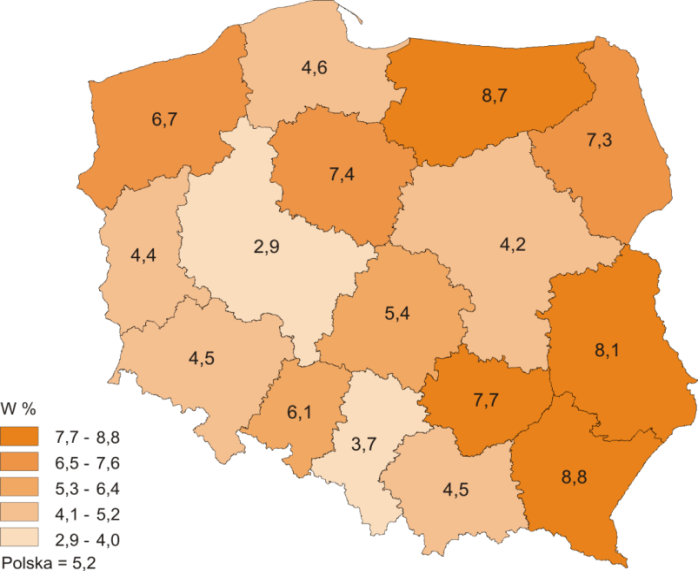 4,6
8,7
6,7
7,3
7,4
2,9
4,2
4,4
5,4
8,1
4,5
7,7
6,1
3,7
8,8
4,5
W %
7,7 - 8,8
6,5 - 7,6
5,3 - 6,4
4,1 - 5,2
2,9 - 4,0
Polska = 5,2